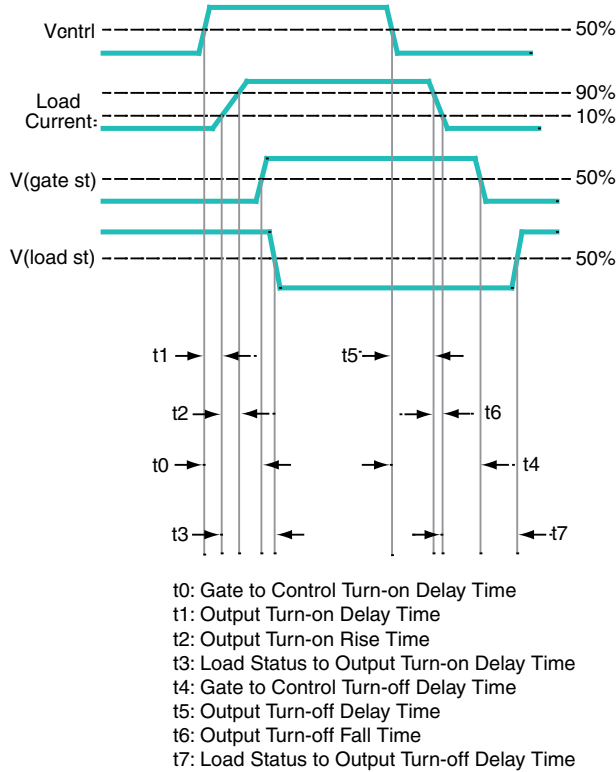 Vcntrl
50%
90%
Load
Current:
10%
V(gate st)
50%
V(load st)
50%
t1
t5
t2
t6
t0
t4
t3
t7
t0: Gate to Control Turn-on Delay Time
t1: Output Turn-on Delay Time
t2: Output Turn-on Rise Time
t3: Load Status to Output Turn-on Delay Time
t4: Gate to Control Turn-off Delay Time
t5: Output Turn-off Delay Time
t6: Output Turn-off Fall Time
t7: Load Status to Output Turn-off Delay Time